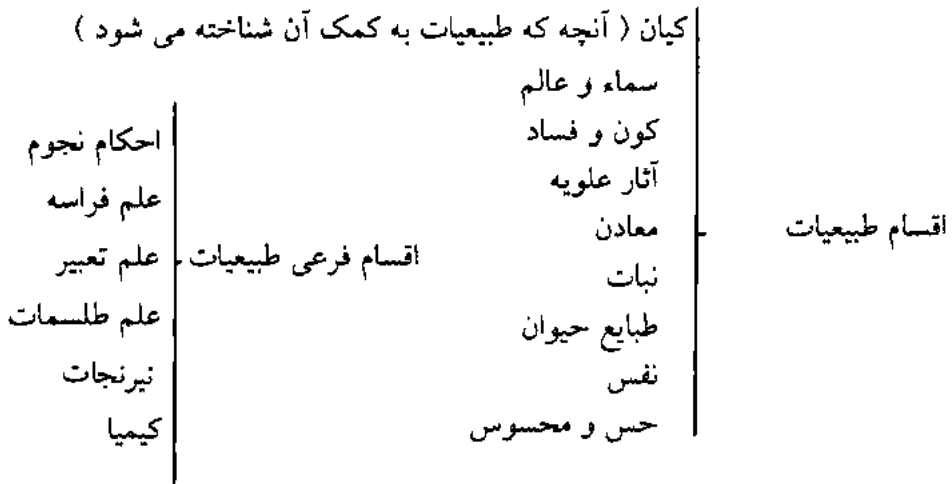 اقسام طبیعیات
کیان ( آنچه که طبیعیات به کمک آن شناخته می شود )
سماء و عالم
کون و فساد
آثار علویه
معادن
نبات
طبایع حیوان
نفس
حس و محسوس
اقسام فرعی طبیعیات
احکام نجوم
علم فراسه
علم تعبیر
علم طلسمات
نیرنجات
کیمیا